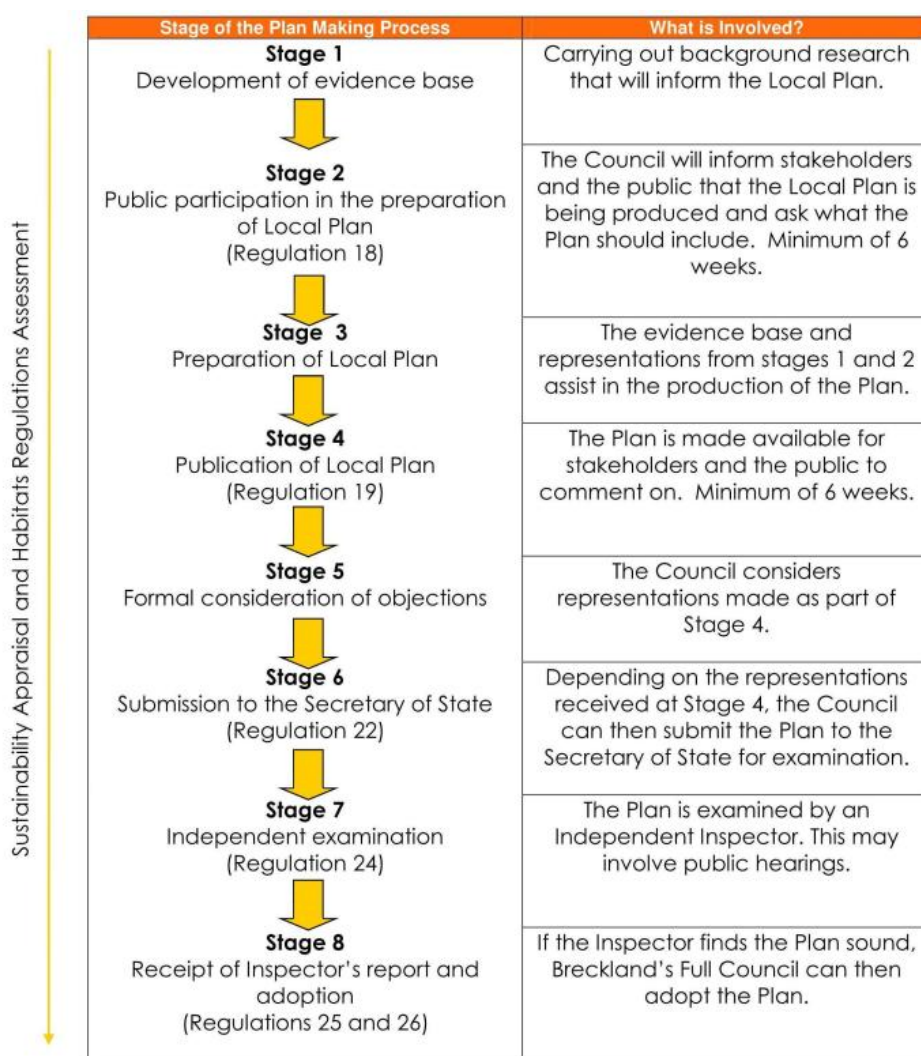 Stage of the Plan Making Process
What is Involved?
Stage 1
Development of evidence base
Carrying out background research
that will inform the Local Plan.
Stage 2
Public participation in the preparation
of Local Plan
(Regulation 18)
The Council will inform stakeholders
and the public that the Local Plan is
being produced and ask what the
Plan should include.  Minimum of 6
weeks.
Stage  3
Preparation of Local Plan
The evidence base and
representations from stages 1 and 2
assist in the production of the Plan.
Stage 4
Publication of Local Plan
(Regulation 19)
The Plan is made available for
stakeholders and the public to
comment on.  Minimum of 6 weeks.
Stage 5
Formal consideration of objections
The Council considers
representations made as part of
Stage 4.
Stage 6
Submission to the Secretary of State
(Regulation 22)
Depending on the representations
received at Stage 4, the Council
can then submit the Plan to the
Secretary of State for examination.
Stage 7
Independent examination
(Regulation 24)
The Plan is examined by an
Independent Inspector. This may
involve public hearings.
Stage 8
Receipt of Inspector's report and
adoption
(Regulations 25 and 26)
If the Inspector finds the Plan sound,
Breckland's Full Council can then
adopt the Plan.
Sustainability Appraisal and Habitats Regulations Assessment